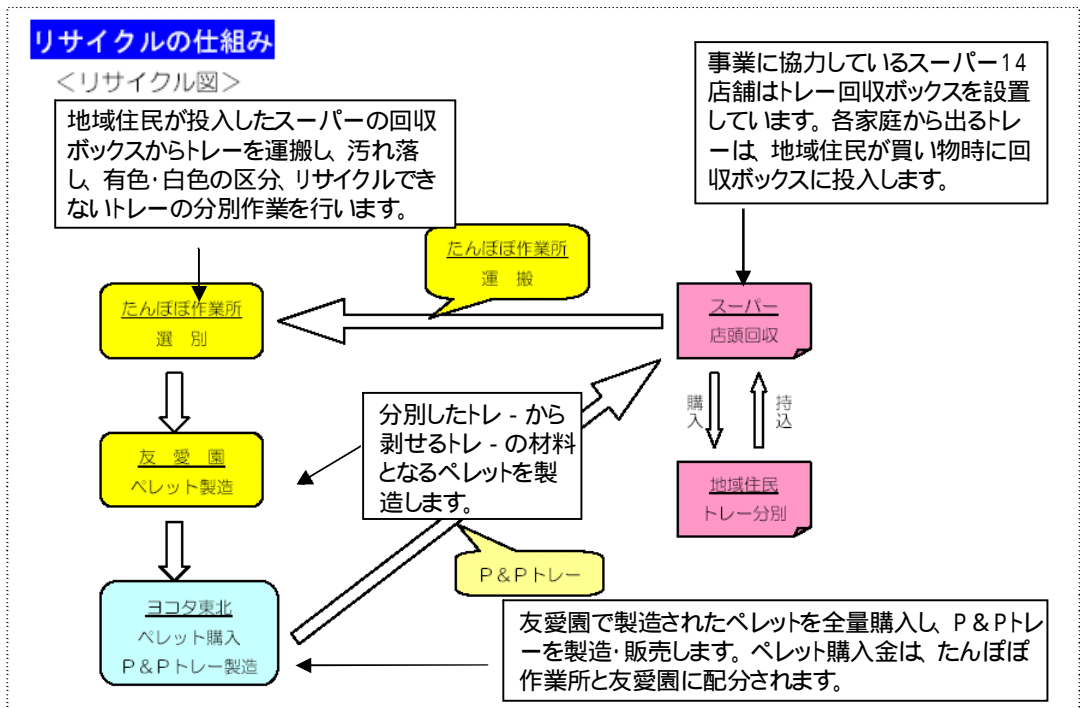 リサイクルの仕組み
＜リサイクル図＞
地域住民が投入したスーパーの回収
ボックスからトレーを運搬し、汚れ落
し、有色・白色の区分、リサイクルでき
ないトレーの分別作業を行います。
事業に協力しているスーパー14
店舗はトレー回収ボックスを設置
しています。各家庭から出るトレ
ーは、地域住民が買い物時に回
収ボックスに投入します。
たんぽぽ作業所
運　搬
たんぽぽ作業所
選　別
スーパー
店頭回収
購入
持込
分別したトレ－から
剥せるトレ－の材料
となるペレットを製
造します。
友　愛　園
ペレット製造
地域住民
トレー分別
Ｐ＆Ｐトレー
ヨコタ東北
ペレット購入
Ｐ＆Ｐトレー製造
友愛園で製造されたペレットを全量購入し、Ｐ＆Ｐトレ
ーを製造・販売します。ペレット購入金は、たんぽぽ
作業所と友愛園に配分されます。